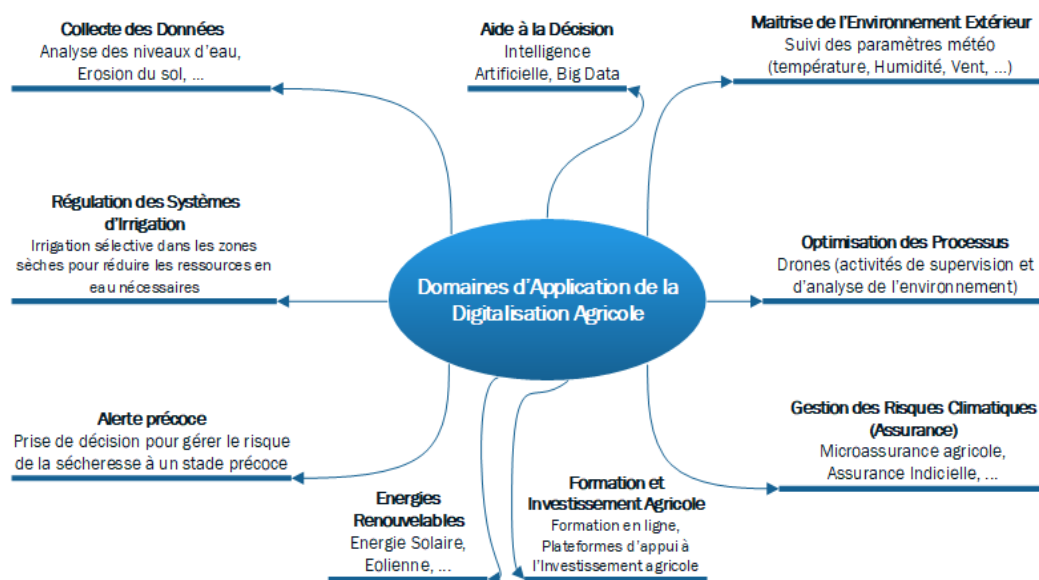 Collecte des Données
Analyse des niveaux d'eau,
Erosion du sol, ...
Aide à la Décision
Intelligence
Artificielle, Big Data
Maitrise de l'Environnement Extérieur
Suivi des paramètres météo
(température, Humidité, Vent, ...)
Régulation des Systèmes
d'Irrigation
Irrigation sélective dans les zones
sèches pour réduire les ressources en
eau nécessaires
Domaines d'Application de la
Digitalisation Agricole
Optimisation des Processus
Drones (activités de supervision et
d'analyse de l'environnement)
Alerte précoce
Prise de décision pour gérer le risque
de la sécheresse à un stade précoce
Gestion des Risques Climatiques
(Assurance)
Microassurance agricole,
Assurance Indicielle, ...
Energies
Renouvelables
Energie Solaire,
Eolienne, ...
Formation et
Investissement Agricole
Formation en ligne,
Plateformes d'appui à
l'Investissement agricole